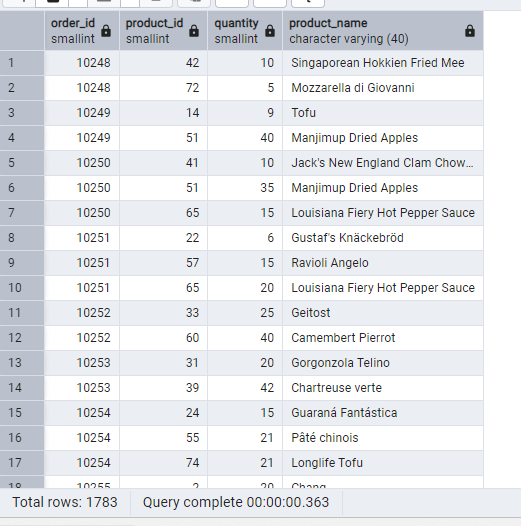 order_id product_id quantity product_name
smallint smallint smallint character varying (40)
1 10248 42 10 Singaporean Hokkien Fried Mee
2 10248 72 5 Mozzarella di Giovanni
3 10249 14 9 Tofu
4 10249 51 40 Manjimup Dried Apples
5 10250 41 10 Jack's New England Clam Chow...
6 10250 51 35 Manjimup Dried Apples
7 10250 65 15 Louisiana Fiery Hot Pepper Sauce
8 10251 22 6 Gustaf's Knäckebröd
9 10251 57 15 Ravioli Angelo
10 10251 65 20 Louisiana Fiery Hot Pepper Sauce
11 10252 33 25 Geitost
12 10252 60 40 Camembert Pierrot
13 10253 31 20 Gorgonzola Telino
14 10253 39 42 Chartreuse verte
15 10254 24 15 Guaraná Fantástica
16 10254 55 21 Pâté chinois
17 10254 74 21 Longlife Tofu
18 10255 2 20 Chang
Total rows: 1783 Query complete 00:00:00.363